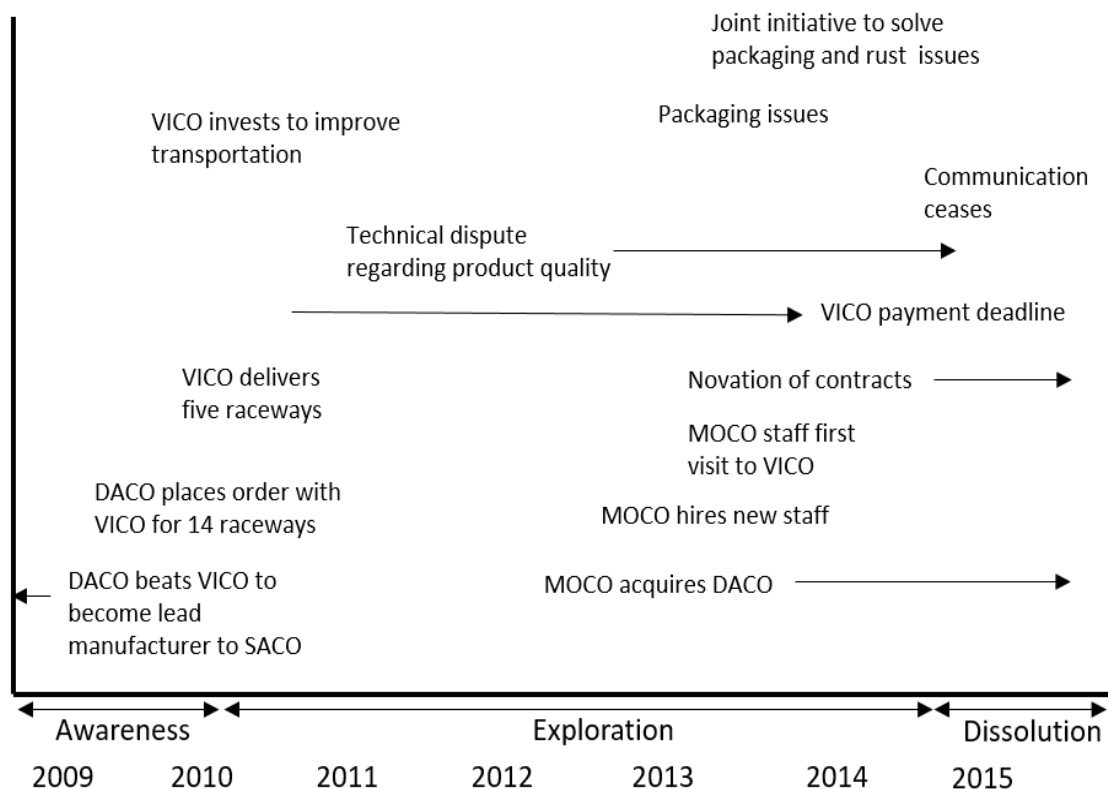 Joint initiative to solve
packaging and rust issues
VICO invests to improve
transportation
Packaging issues
Communication
ceases
Technical dispute
regarding product quality
VICO payment deadline
VICO delivers
five raceways
Novation of contracts
MOCO staff first
visit to VICO
DACO places order with
VICO for 14 raceways
MOCO hires new staff
DACO beats VICO to
become lead
manufacturer to SACO
MOCO acquires DACO
Awareness
Exploration
Dissolution
2009
2010
2011
2012
2013
2014
2015